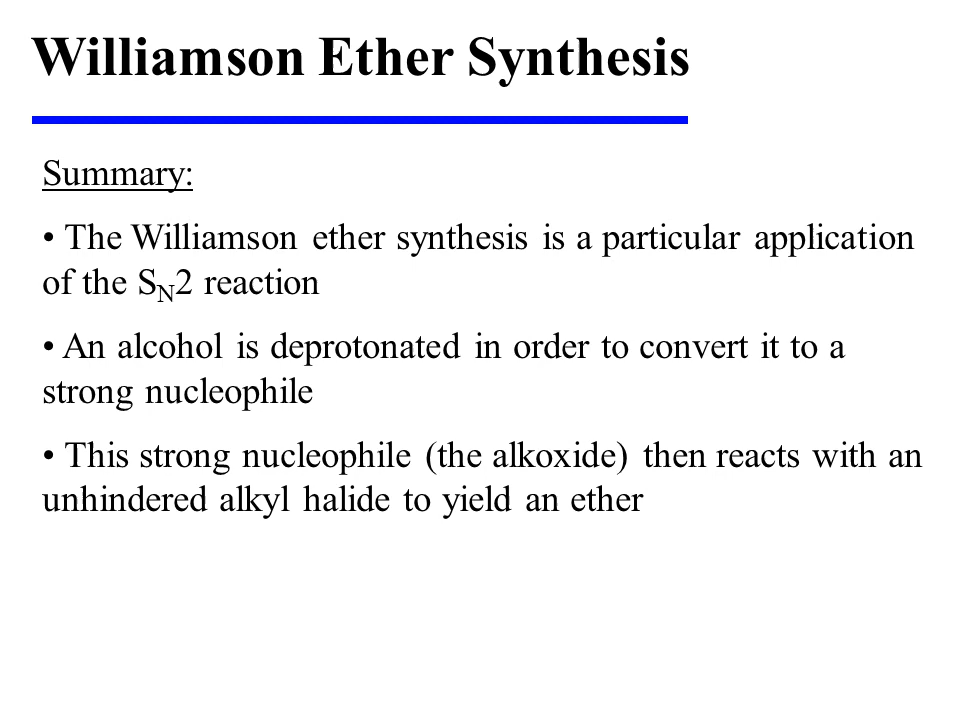 Williamson Ether Synthesis
Summary:
• The Williamson ether synthesis is a particular application
of the SN2 reaction
• An alcohol is deprotonated in order to convert it to a
strong nucleophile
• This strong nucleophile (the alkoxide) then reacts with an
unhindered alkyl halide to yield an ether